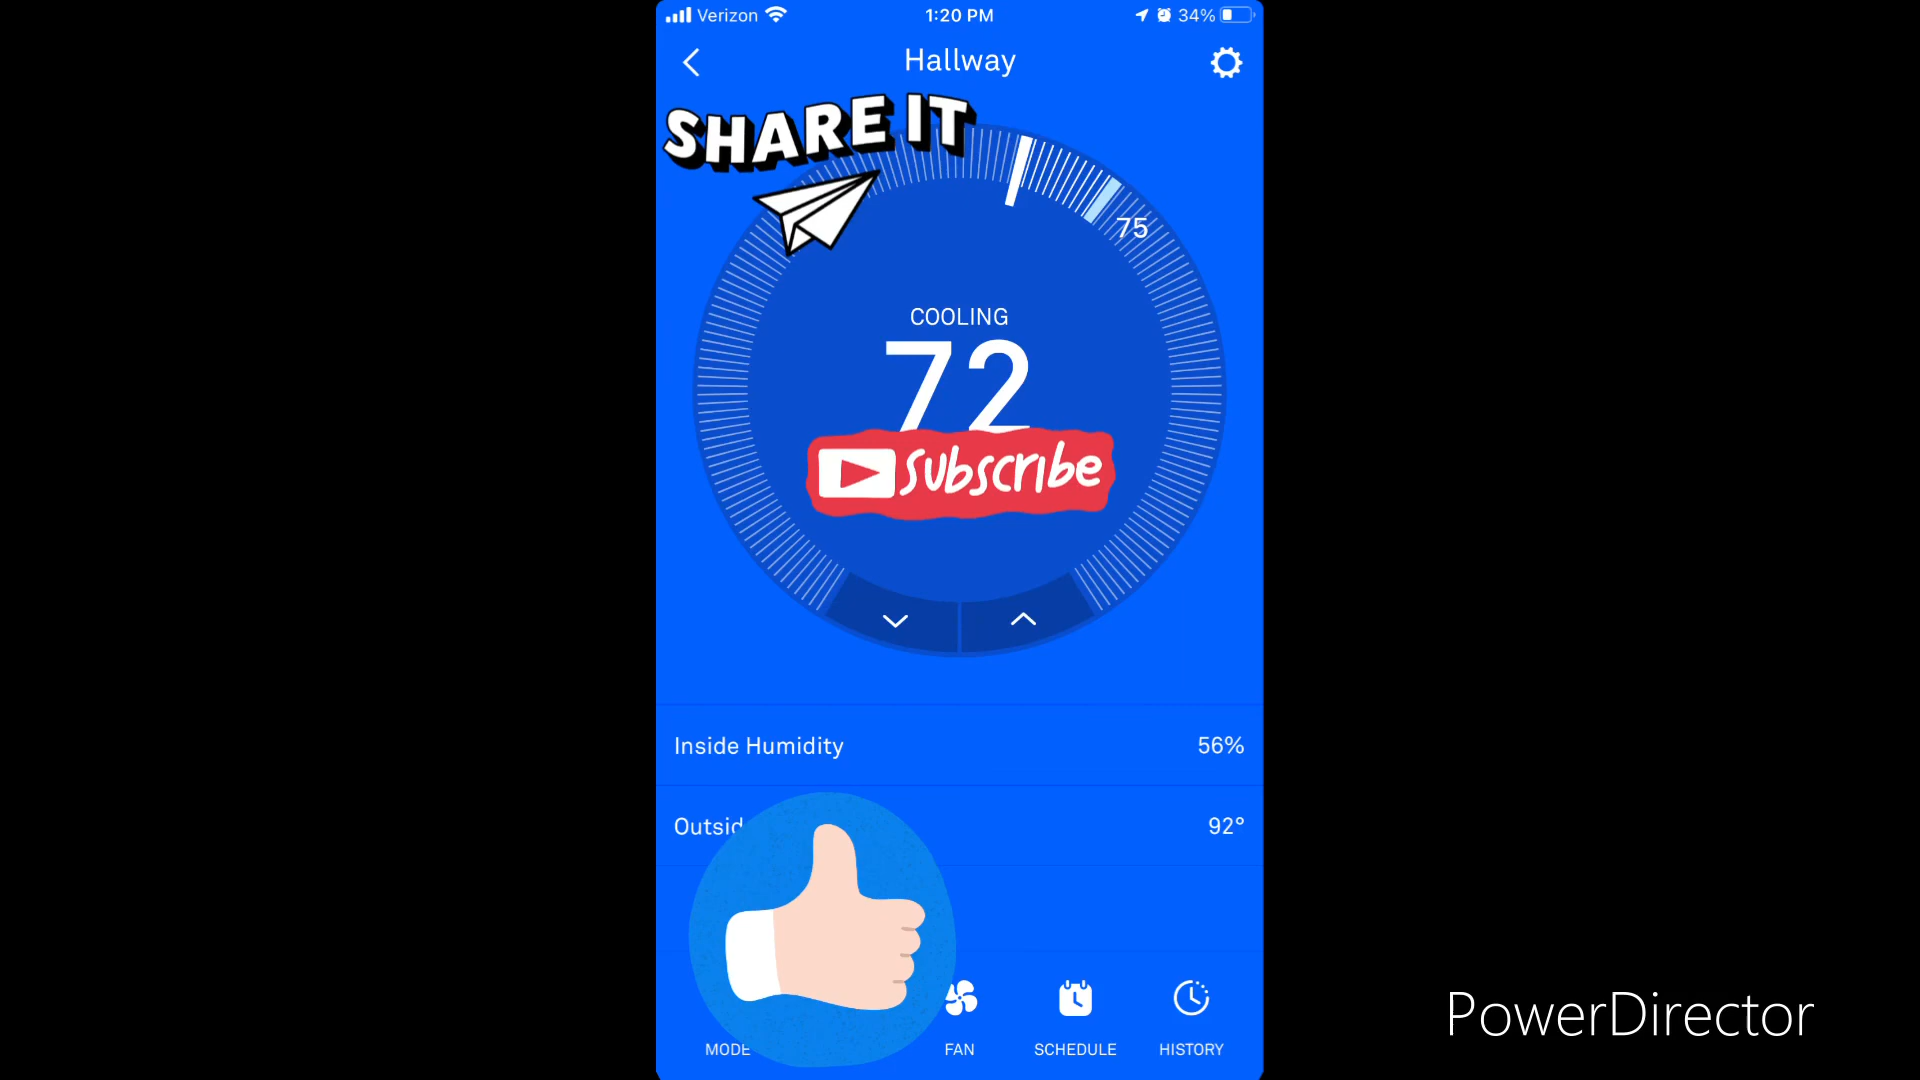 Verizon 1:20 PM 34%
Hallway
SHARE IT
75
COOLING
72
Subscribe
Inside Humidity 56%
92°
MODE FAN SCHEDULE HISTORY
PowerDirector